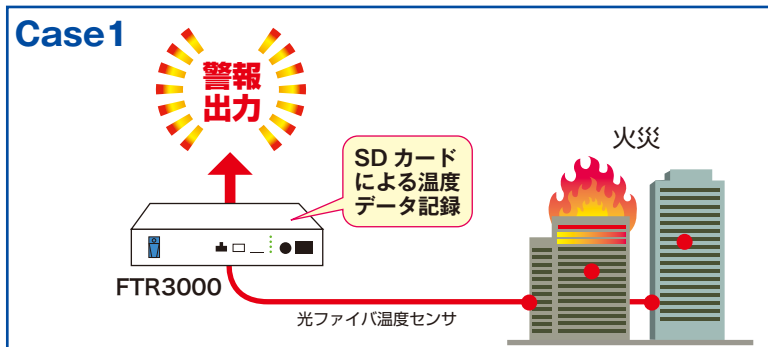 Case1
警報
出力
SD カード
による温度
データ記録
火災
FTR3000
光ファイバ温度センサ